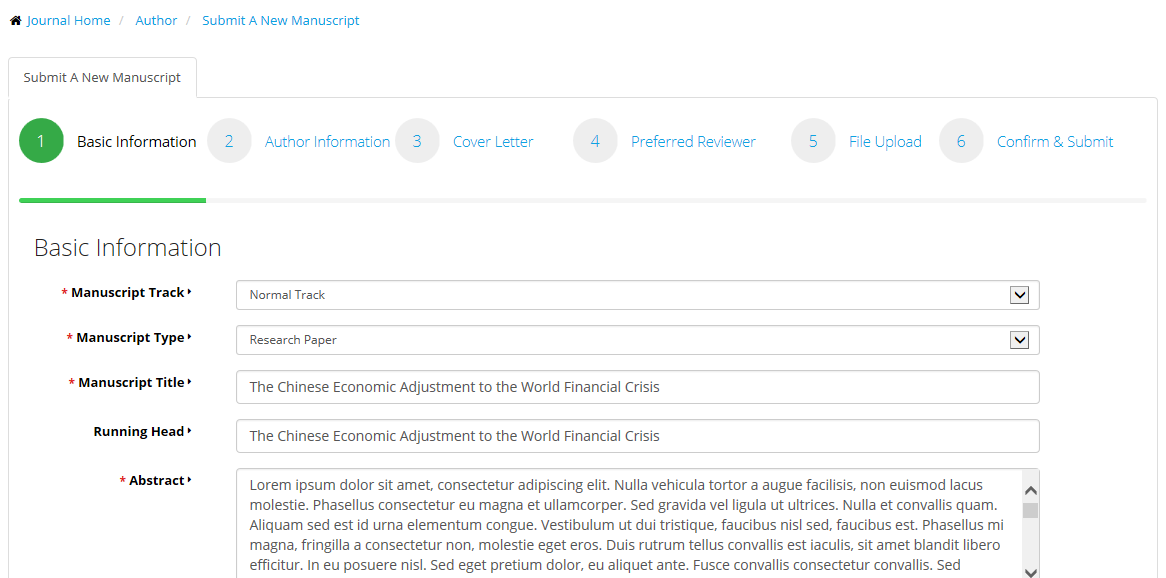 Journal Home / Author / Submit A New Manuscript
Submit A New Manuscript
1 Basic Information 2 Author Information 3 Cover Letter 4 Preferred Reviewer 5 File Upload 6 Confirm & Submit
Basic Information
* Manuscript Track
Normal Track
* Manuscript Type
Research Paper
* Manuscript Title
The Chinese Economic Adjustment to the World Financial Crisis
Running Head
The Chinese Economic Adjustment to the World Financial Crisis
* Abstract
Lorem ipsum dolor sit amet, consectetur adipiscing elit. Nulla vehicula tortor a augue facilisis, non euismod lacus
molestie. Phasellus consectetur eu magna et ullamcorper. Sed gravida vel ligula ut ultrices. Nulla et convallis quam.
Aliquam sed est id urna elementum congue. Vestibulum ut dui tristique, faucibus nisl sed, faucibus est. Phasellus mi
magna, fringilla a consectetur non, molestie eget eros. Duis rutrum tellus convallis est iaculis, sit amet blandit libero
efficitur. In eu posuere nisl. Sed eget pretium dolor, eu aliquet ante. Fusce convallis consectetur convallis. Sed